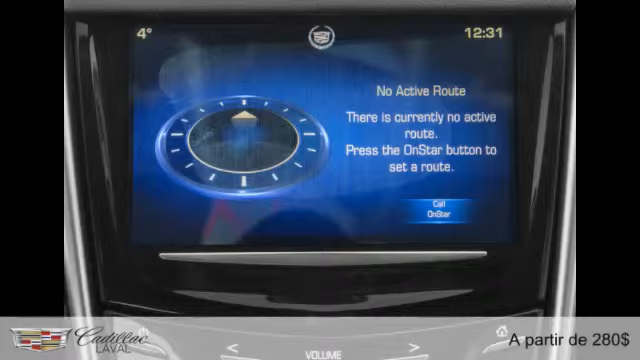 4°
12:31
No Active Route
There is currently no active
route.
Press the OnStar button to
set a route.
Call
OnStar
VOLUME
Cadillac
LAVAL
A partir de 280$